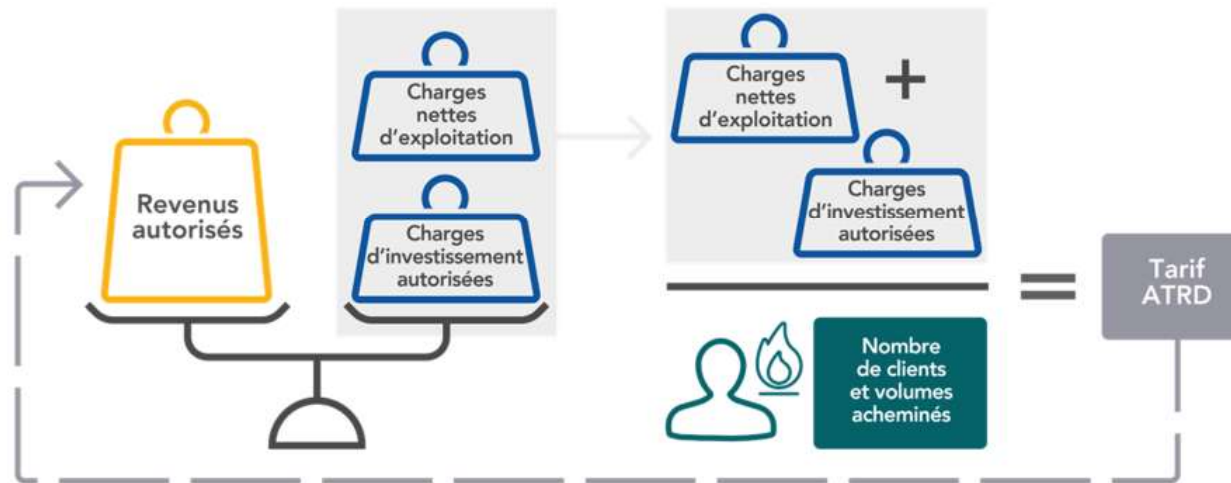 Revenus
autorisés
Charges
nettes
d'exploitation
Charges
d'investissement
autorisées
Charges
nettes
d'exploitation
+
Charges
d'investissement
autorisées
=
Tarif
ATRD
Nombre
de clients
et volumes
acheminés